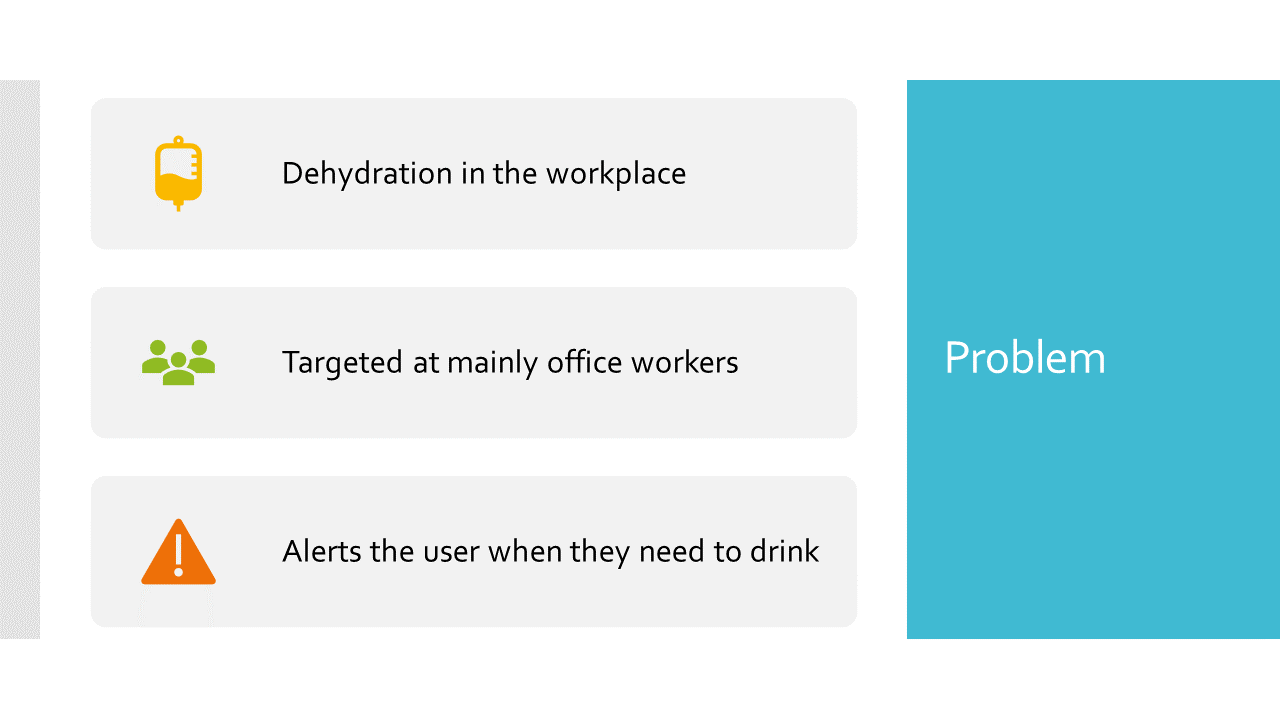 Dehydration in the workplace
Targeted at mainly office workers
Alerts the user when they need to drink
Problem